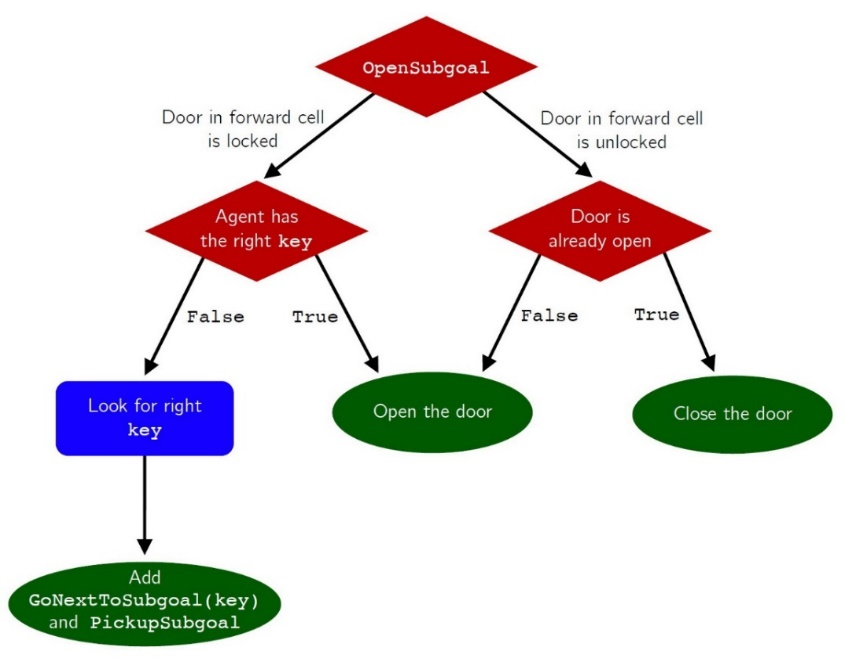 OpenSubgoal
Door in forward cell
is locked
Door in forward cell
is unlocked
Agent has
the right key
Door is
already open
False
True
False
True
Look for right
key
Open the door
Close the door
Add
GoNextToSubgoal(key)
and PickupSubgoal